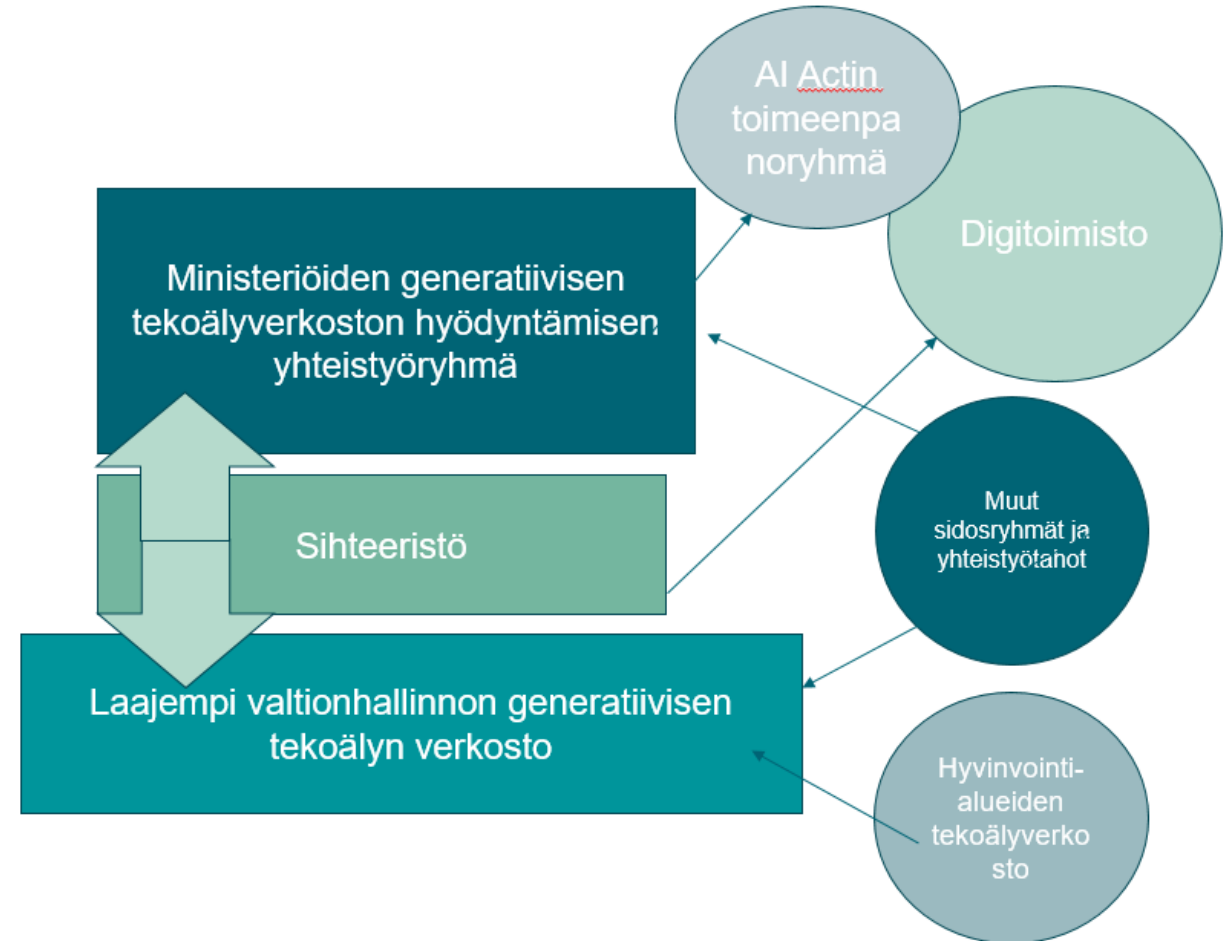 AI Actin
toimeenpa
noryhmä
Digitoimisto
Ministeriöiden generatiivisen
tekoälyverkoston hyödyntämisen
yhteistyöryhmä
Sihteeristö
Muut
sidosryhmät ja
yhteistyötahot
Laajempi valtionhallinnon generatiivisen
tekoälyn verkosto
Hyvinvointi-
alueiden
tekoälyverko
sto